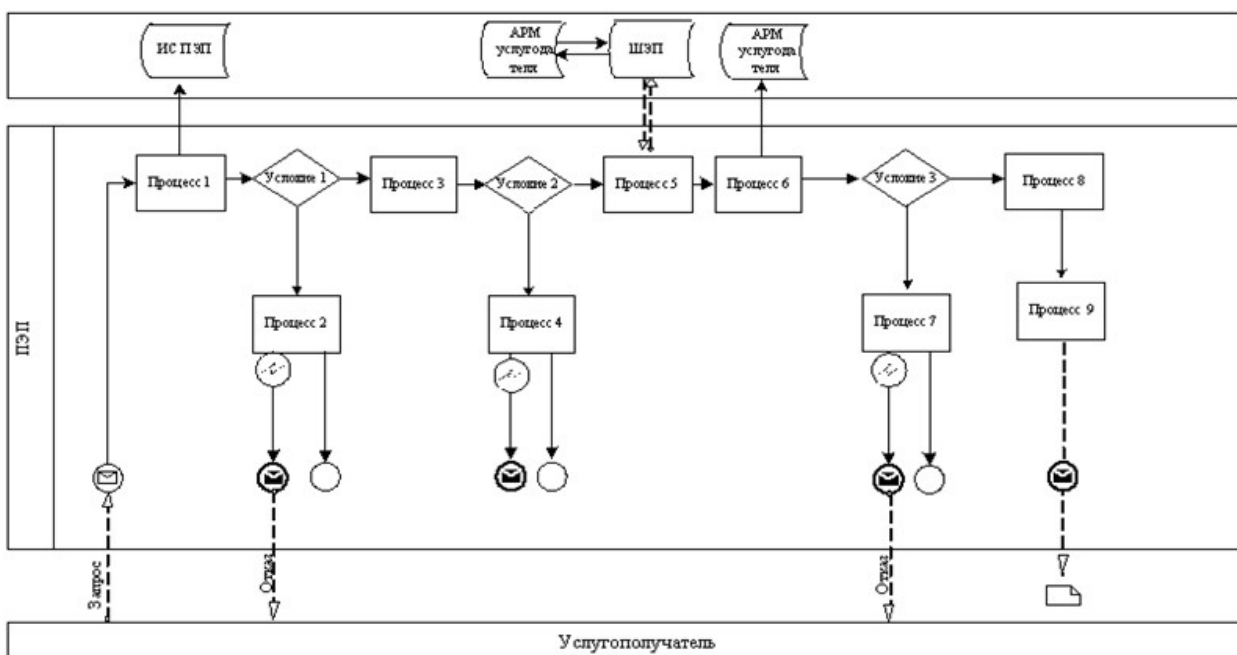 ИС ПЭП
АРМ
услугода
теля
ШЭП
АРМ
услугода
теля
Процесс 1
Условие 1
Процесс 3
Условие 2
Процесс 5
Процесс 6
Условие 3
Процесс 8
Процесс 2
Процесс 4
Процесс 7
Процесс 9
ПЭП
Запрос
Отказ
Отказ
Услугополучатель